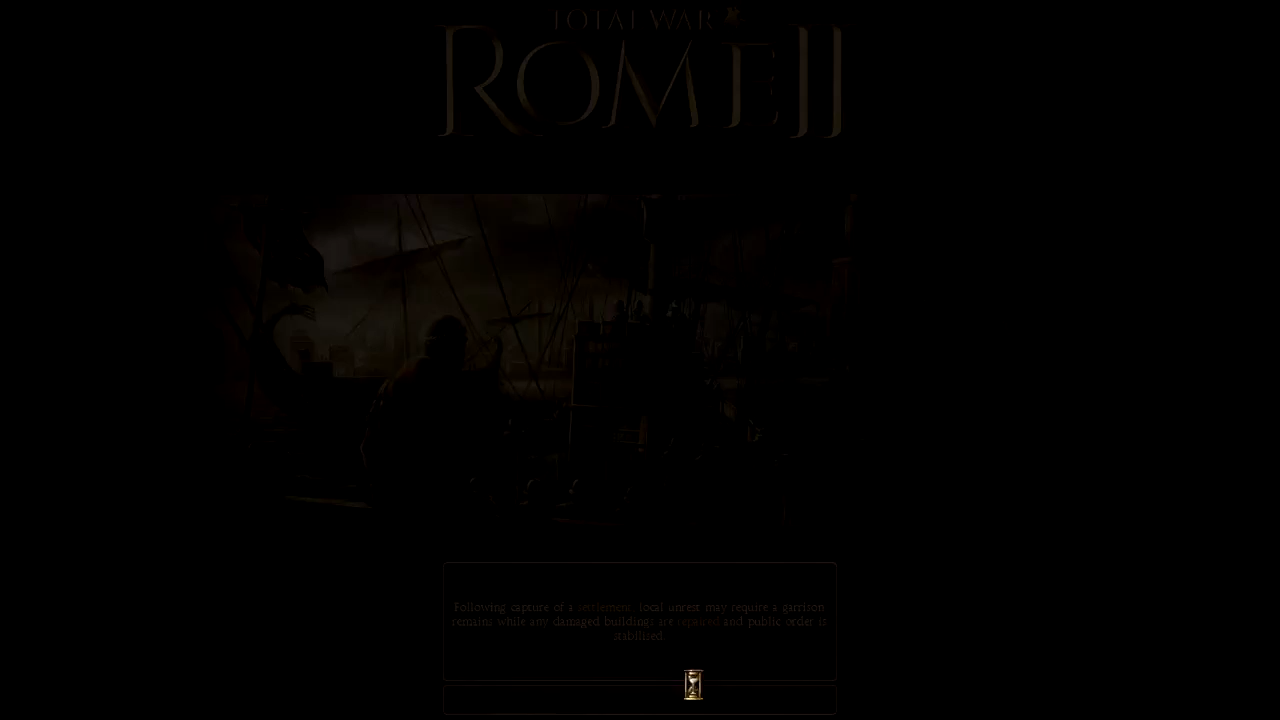 TOTAL WAR
ROME II
Following capture of a settlement, local unrest may require a garrison
remains while any damaged buildings are repaired and public order is
stabilised.